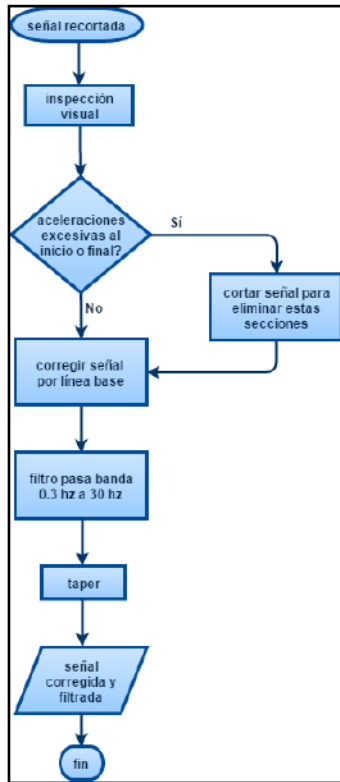 señal recortada
inspección
visual
aceleraciones
excesivas al
inicio o final?
Sí
cortar señal para
eliminar estas
secciones
No
corregir señal
por línea base
filtro pasa banda
0.3 hz a 30 hz
taper
señal
corregida y
filtrada
fin